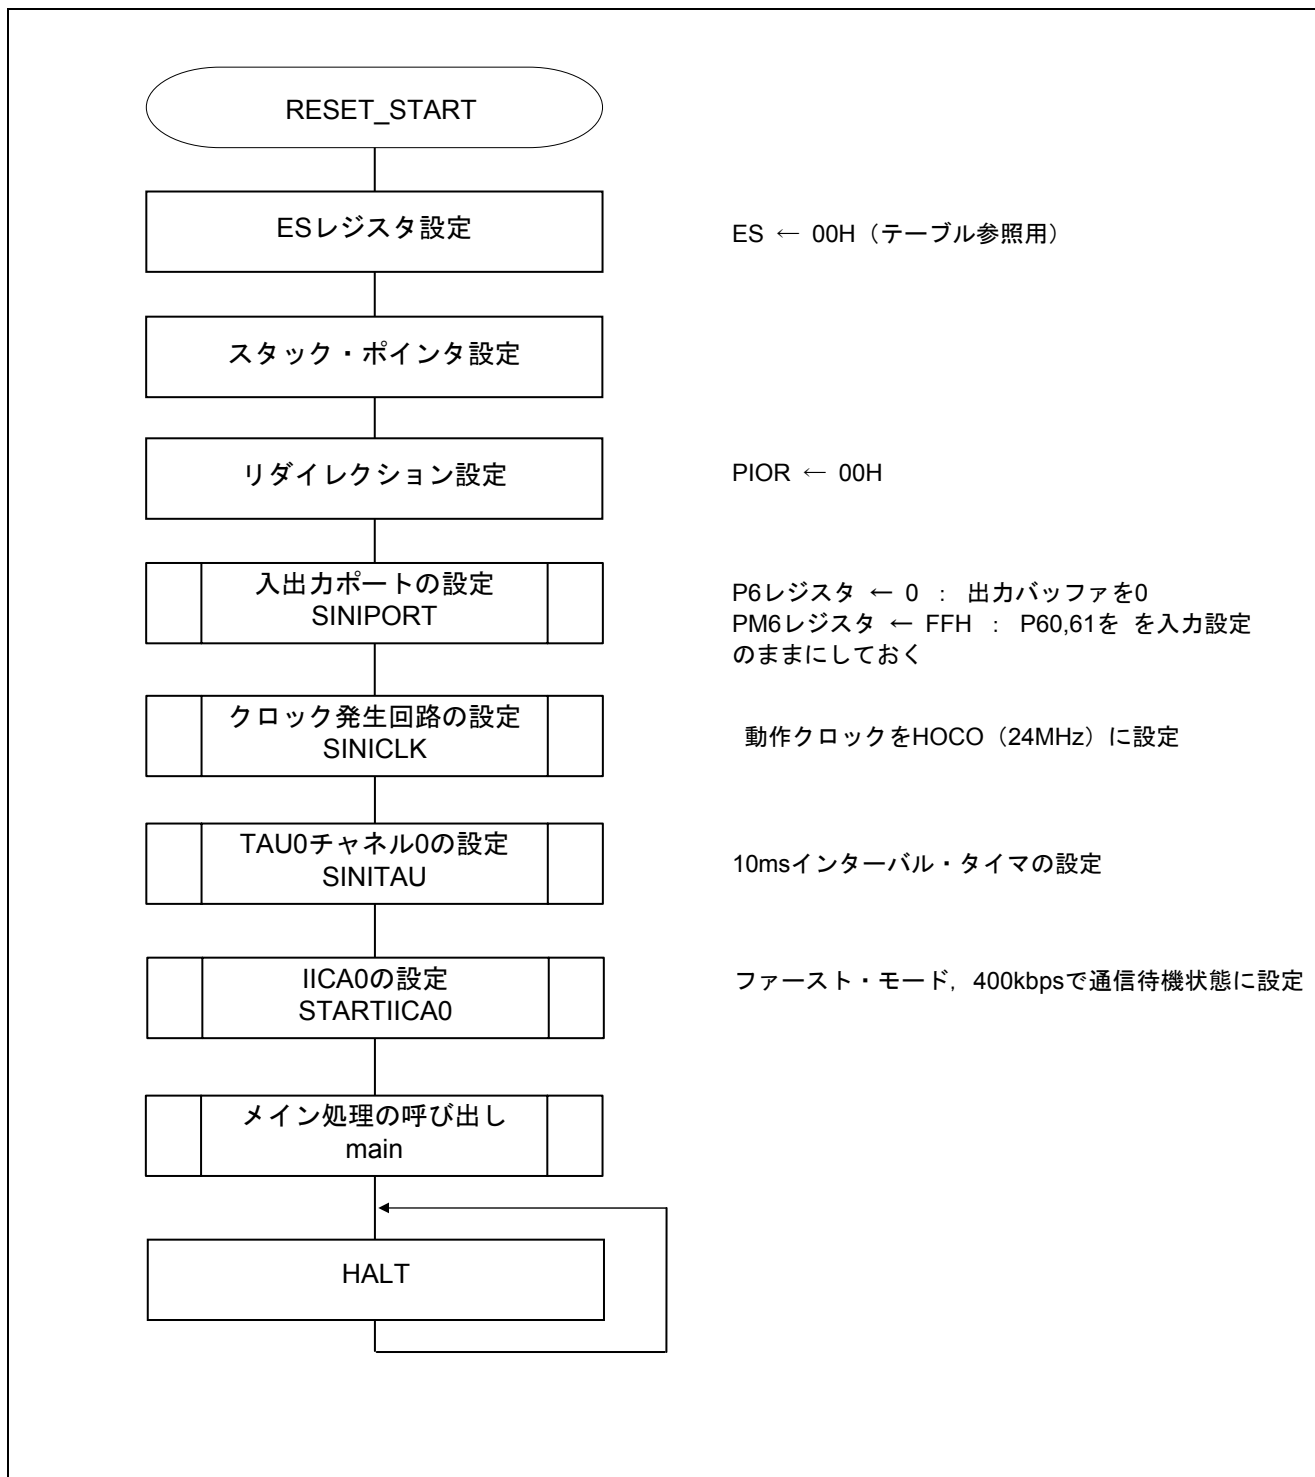 RESET_START
ESレジスタ設定
ES ← 00H（テーブル参照用）
スタック・ポインタ設定
リダイレクション設定
PIOR ← 00H
入出力ポートの設定
SINIPORT
P6レジスタ ← 0 ： 出力バッファを0
PM6レジスタ ← FFH ： P60,61を を入力設定
のままにしておく
クロック発生回路の設定
SINICLK
動作クロックをHOCO（24MHz）に設定
TAU0チャネル0の設定
SINITAU
10msインターバル・タイマの設定
IICA0の設定
STARTIICA0
ファースト・モード，400kbpsで通信待機状態に設定
メイン処理の呼び出し
main
HALT